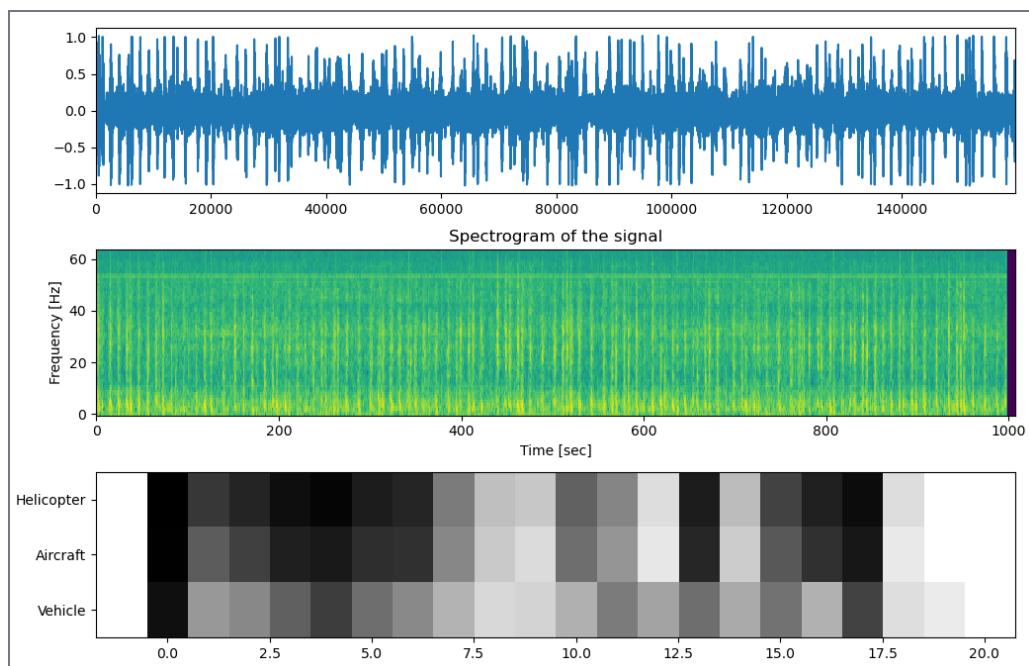 1.0
0.5
0.0
−0.5
−1.0
0 20000 40000 60000 80000 100000 120000 140000
Spectrogram of the signal
60
40
20
0
Frequency [Hz]
0 200 400 600 800 1000
Time [sec]
Helicopter
Aircraft
Vehicle
0.0 2.5 5.0 7.5 10.0 12.5 15.0 17.5 20.0